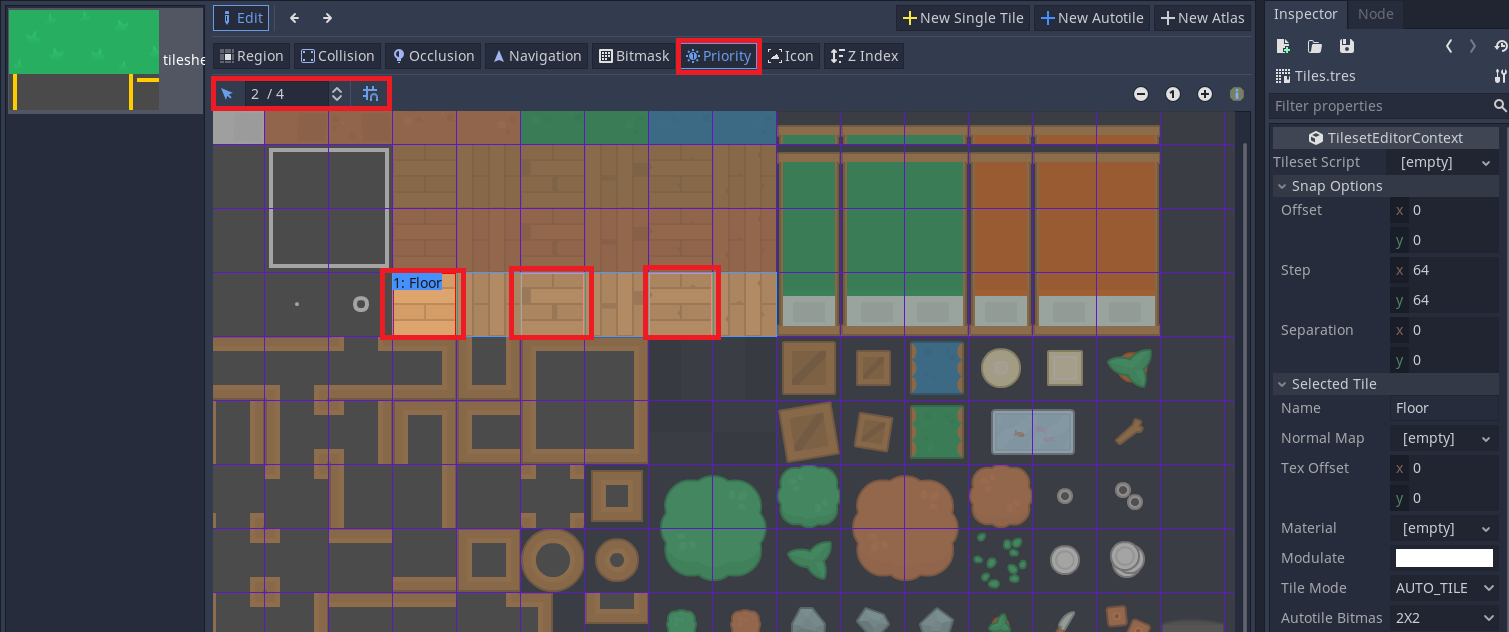 Edit
New Single Tile
New Autotile
New Atlas
tileshe
Region
Collision
Occlusion
Navigation
Bitmask
Priority
Icon
Z Index
2 / 4
1
1: Floor
Inspector
Node
Tiles.tres
Filter properties
TilesetEditorContext
Tileset Script
[empty]
Snap Options
Offset
x 0
y 0
Step
x 64
y 64
Separation
x 0
y 0
Selected Tile
Name
Floor
Normal Map
[empty]
Tex Offset
x 0
y 0
Material
[empty]
Modulate
Tile Mode
AUTO_TILE
Autotile Bitmas
2X2